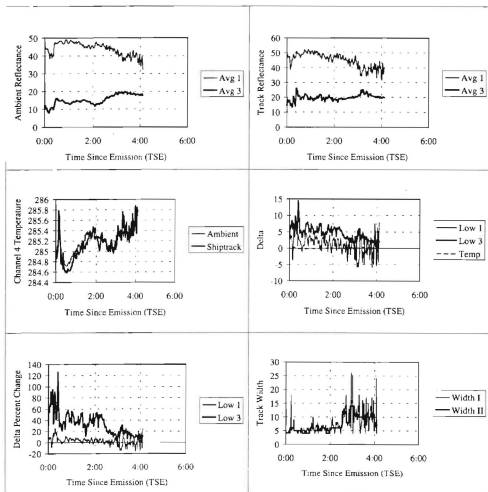 Ambient Reflectance
50
40
30
20
10
0
0:00 2:00 4:00 6:00
Time Since Emission (TSE)
Avg 1
Avg 3
Track Reflectance
60
50
40
30
20
10
0
0:00 2:00 4:00 6:00
Time Since Emission (TSE)
Avg 1
Avg 3
Channel 4 Temperature
286
285.8
285.6
285.4
285.2
285
284.8
284.6
284.4
0:00 2:00 4:00 6:00
Time Since Emission (TSE)
Ambient
Shiptrack
Delta
15
10
5
0
-5
-10
0:00 2:00 4:00 6:00
Time Since Emission (TSE)
Low 1
Low 3
Temp
Delta Percent Change
140
120
100
80
60
40
20
0
-20
0:00 2:00 4:00 6:00
Time Since Emission (TSE)
Low 1
Low 3
Track Width
30
25
20
15
10
5
0
0:00 2:00 4:00 6:00
Time Since Emission (TSE)
Width I
Width II